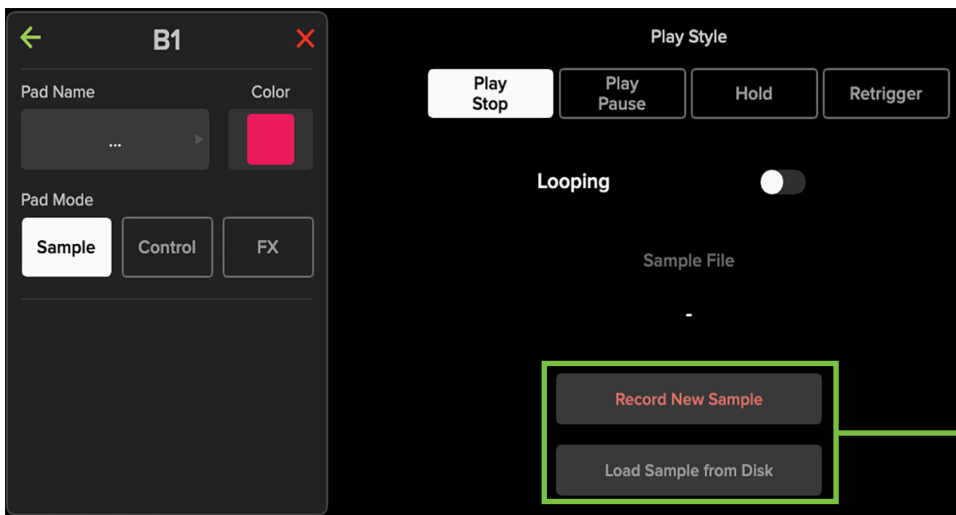 B1
Pad Name
Color
...
Pad Mode
Sample
Control
FX
Play Style
Play
Stop
Play
Pause
Hold
Retrigger
Looping
Sample File
-
Record New Sample
Load Sample from Disk